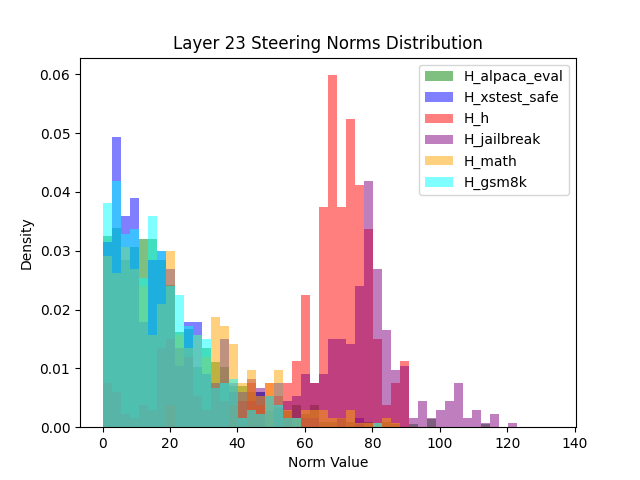 Layer 23 Steering Norms Distribution
H_alpaca_eval
H_xstest_safe
H_h
H_jailbreak
H_math
H_gsm8k
Density
0.06
0.05
0.04
0.03
0.02
0.01
0.00
0 20 40 60 80 100 120 140
Norm Value